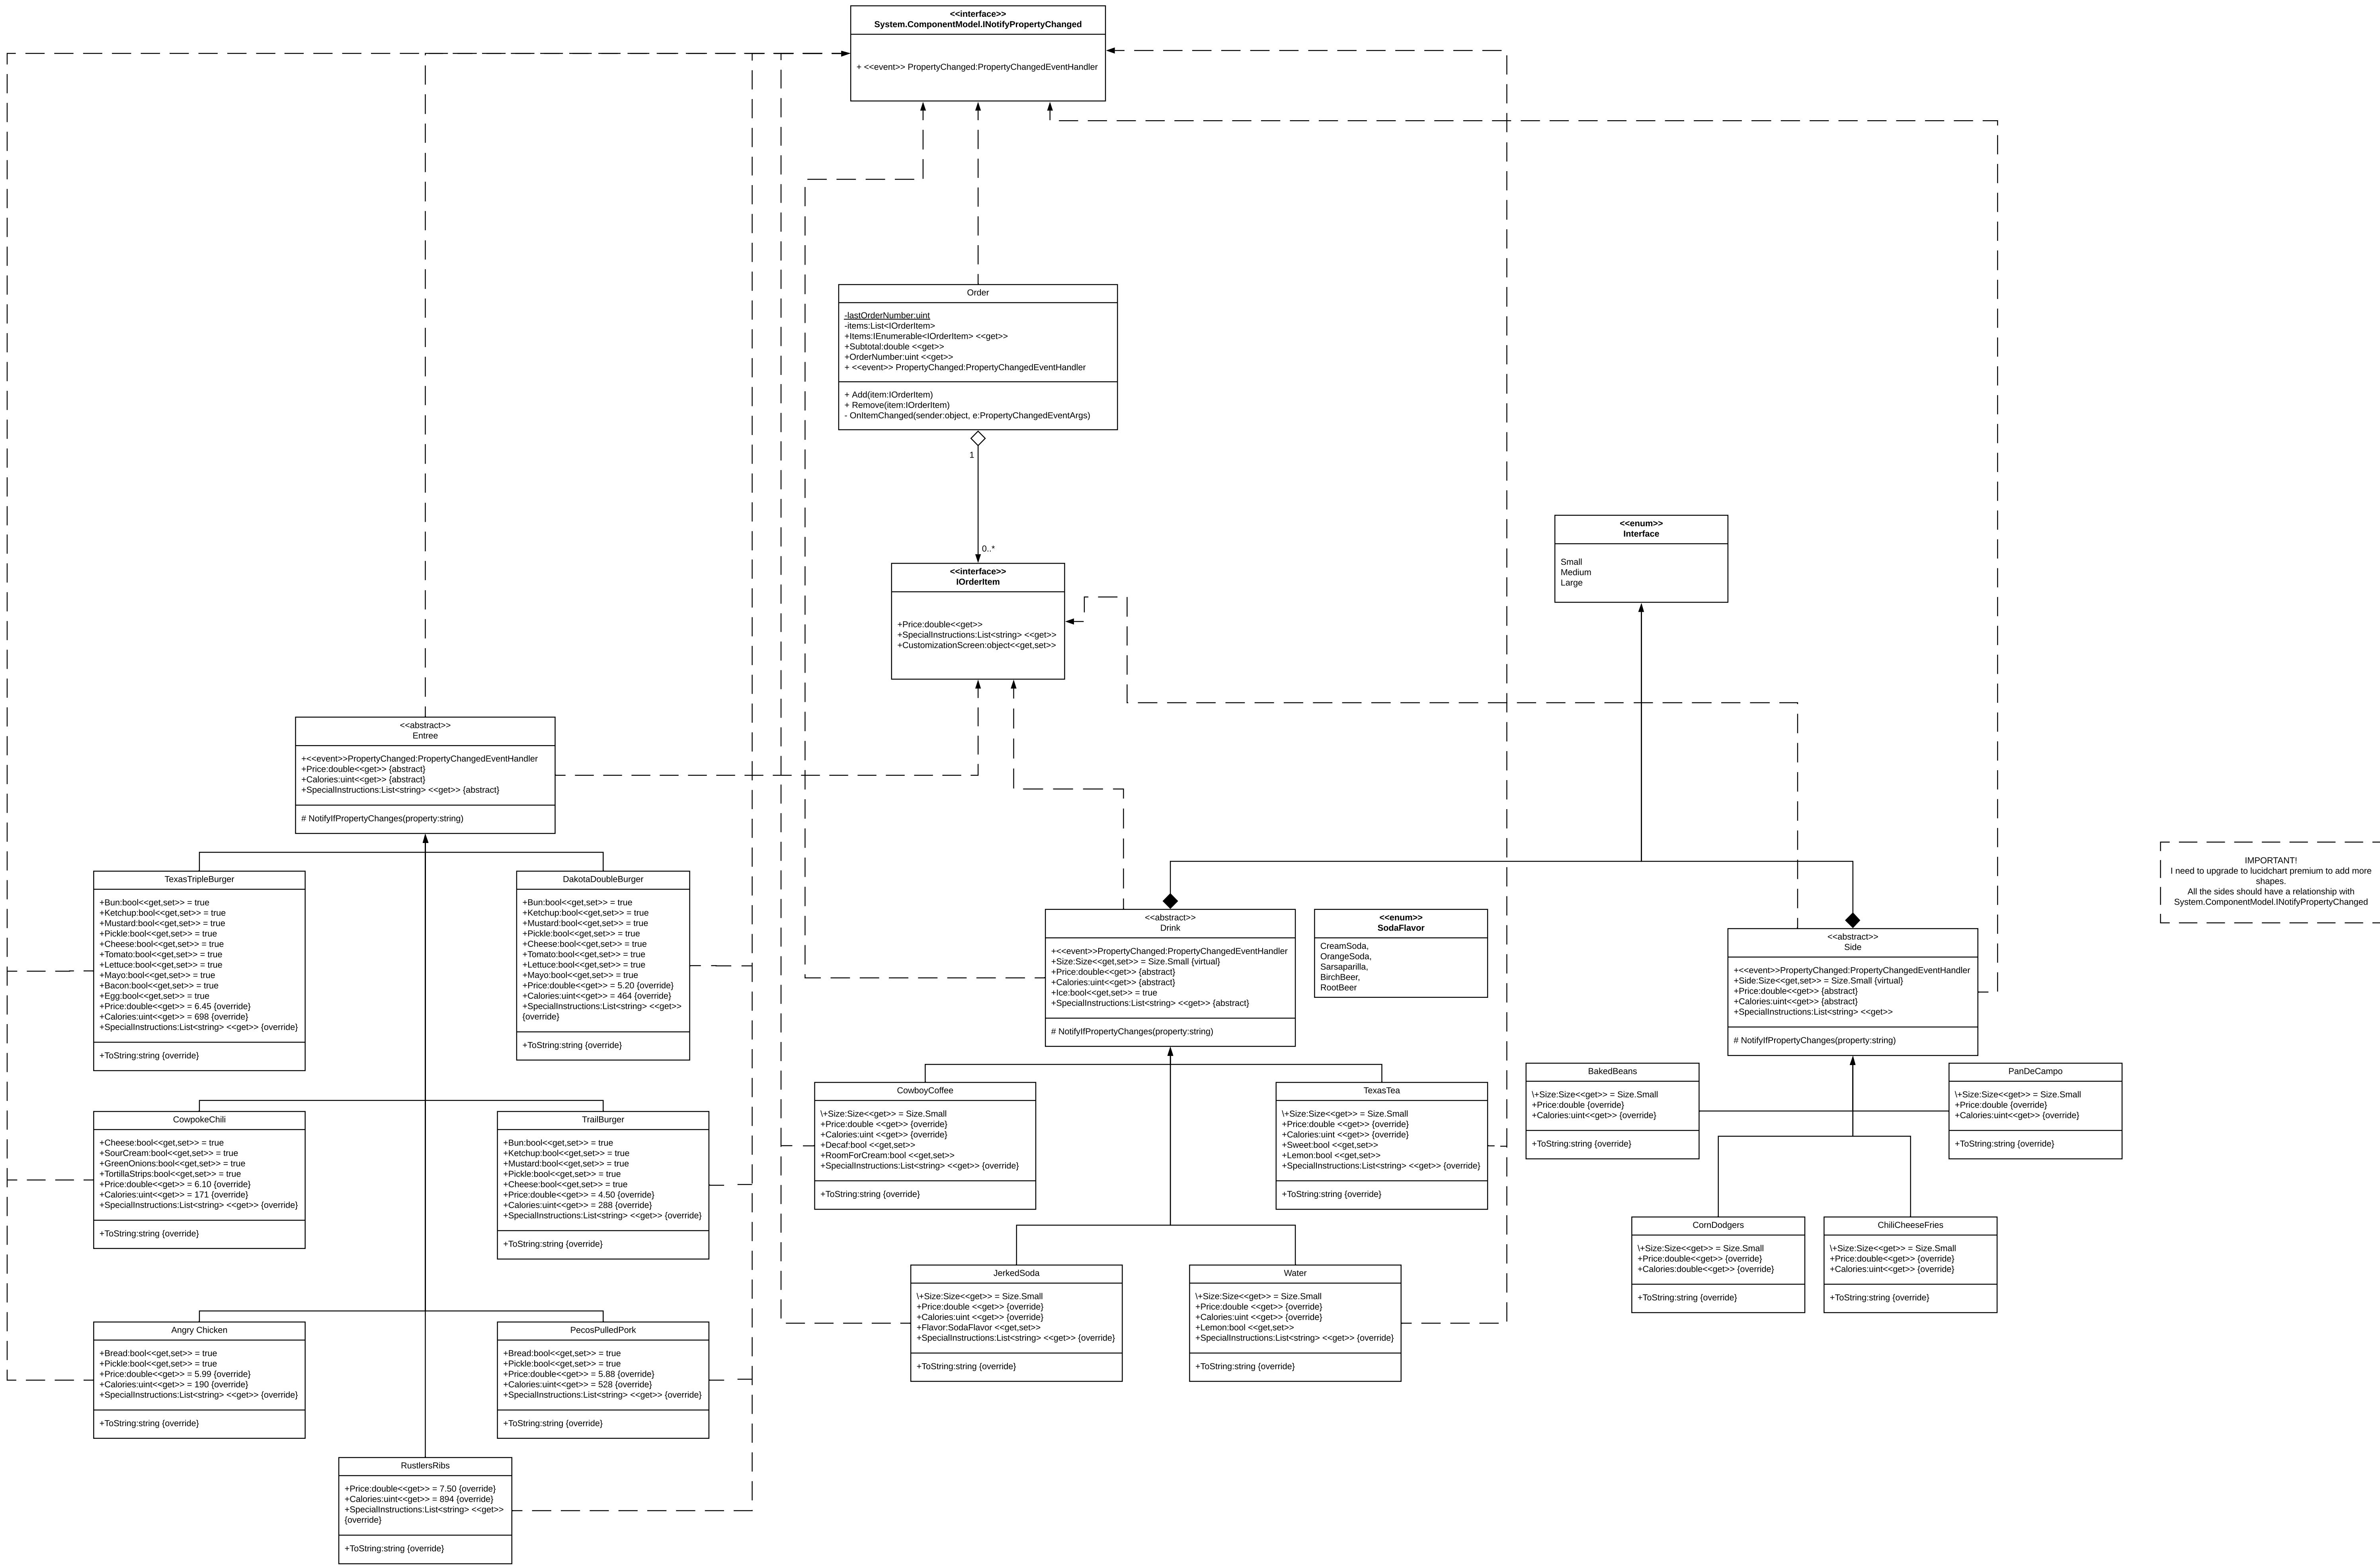 <<interface>>
System.ComponentModel.INotifyPropertyChanged
+ <<event>> PropertyChanged:PropertyChangedEventHandler
Order
-lastOrderNumber:uint
-items:List<IOrderItem>
+Items:IEnumerable<IOrderItem> <<get>>
+Subtotal:double <<get>>
+OrderNumber:uint <<get>>
+ <<event>> PropertyChanged:PropertyChangedEventHandler
+ Add(item:IOrderItem)
+ Remove(item:IOrderItem)
- OnItemChanged(sender:object, e:PropertyChangedEventArgs)
1
0..*
<<interface>>
IOrderItem
+Price:double<<get>>
+SpecialInstructions:List<string> <<get>>
+CustomizationScreen:object<<get,set>>
<<enum>>
Interface
Small
Medium
Large
<<abstract>>
Entree
+<<event>>PropertyChanged:PropertyChangedEventHandler
+Price:double<<get>> {abstract}
+Calories:uint<<get>> {abstract}
+SpecialInstructions:List<string> <<get>> {abstract}
# NotifyIfPropertyChanges(property:string)
TexasTripleBurger
+Bun:bool<<get,set>> = true
+Ketchup:bool<<get,set>> = true
+Mustard:bool<<get,set>> = true
+Pickle:bool<<get,set>> = true
+Cheese:bool<<get,set>> = true
+Tomato:bool<<get,set>> = true
+Lettuce:bool<<get,set>> = true
+Mayo:bool<<get,set>> = true
+Bacon:bool<<get,set>> = true
+Egg:bool<<get,set>> = true
+Price:double<<get>> = 6.45 {override}
+Calories:uint<<get>> = 698 {override}
+SpecialInstructions:List<string> <<get>> {override}
+ToString:string {override}
DakotaDoubleBurger
+Bun:bool<<get,set>> = true
+Ketchup:bool<<get,set>> = true
+Mustard:bool<<get,set>> = true
+Pickle:bool<<get,set>> = true
+Cheese:bool<<get,set>> = true
+Tomato:bool<<get,set>> = true
+Lettuce:bool<<get,set>> = true
+Mayo:bool<<get,set>> = true
+Price:double<<get>> = 5.20 {override}
+Calories:uint<<get>> = 464 {override}
+SpecialInstructions:List<string> <<get>>
{override}
+ToString:string {override}
CowpokeChili
+Cheese:bool<<get,set>> = true
+SourCream:bool<<get,set>> = true
+GreenOnions:bool<<get,set>> = true
+TortillaStrips:bool<<get,set>> = true
+Price:double<<get>> = 6.10 {override}
+Calories:uint<<get>> = 171 {override}
+SpecialInstructions:List<string> <<get>> {override}
+ToString:string {override}
TrailBurger
+Bun:bool<<get,set>> = true
+Ketchup:bool<<get,set>> = true
+Mustard:bool<<get,set>> = true
+Pickle:bool<<get,set>> = true
+Cheese:bool<<get,set>> = true
+Price:double<<get>> = 4.50 {override}
+Calories:uint<<get>> = 288 {override}
+SpecialInstructions:List<string> <<get>> {override}
+ToString:string {override}
Angry Chicken
+Bread:bool<<get,set>> = true
+Pickle:bool<<get,set>> = true
+Price:double<<get>> = 5.99 {override}
+Calories:uint<<get>> = 190 {override}
+SpecialInstructions:List<string> <<get>> {override}
+ToString:string {override}
PecosPulledPork
+Bread:bool<<get,set>> = true
+Pickle:bool<<get,set>> = true
+Price:double<<get>> = 5.88 {override}
+Calories:uint<<get>> = 528 {override}
+SpecialInstructions:List<string> <<get>> {override}
+ToString:string {override}
RustlersRibs
+Price:double<<get>> = 7.50 {override}
+Calories:uint<<get>> = 894 {override}
+SpecialInstructions:List<string> <<get>>
{override}
+ToString:string {override}
<<abstract>>
Drink
+<<event>>PropertyChanged:PropertyChangedEventHandler
+Size:Size<<get,set>> = Size.Small {virtual}
+Price:double<<get>> {abstract}
+Calories:uint<<get>> {abstract}
+Ice:bool<<get,set>> = true
+SpecialInstructions:List<string> <<get>> {abstract}
# NotifyIfPropertyChanges(property:string)
<<enum>>
SodaFlavor
CreamSoda,
OrangeSoda,
Sarsaparilla,
BirchBeer,
RootBeer
CowboyCoffee
\+Size:Size<<get>> = Size.Small
+Price:double <<get>> {override}
+Calories:uint <<get>> {override}
+Decaf:bool <<get,set>>
+RoomForCream:bool <<get,set>>
+SpecialInstructions:List<string> <<get>> {override}
+ToString:string {override}
TexasTea
\+Size:Size<<get>> = Size.Small
+Price:double <<get>> {override}
+Calories:uint <<get>> {override}
+Sweet:bool <<get,set>>
+Lemon:bool <<get,set>>
+SpecialInstructions:List<string> <<get>> {override}
+ToString:string {override}
JerkedSoda
\+Size:Size<<get>> = Size.Small
+Price:double <<get>> {override}
+Calories:uint <<get>> {override}
+Flavor:SodaFlavor <<get,set>>
+SpecialInstructions:List<string> <<get>> {override}
+ToString:string {override}
Water
\+Size:Size<<get>> = Size.Small
+Price:double <<get>> {override}
+Calories:uint <<get>> {override}
+Lemon:bool <<get,set>>
+SpecialInstructions:List<string> <<get>> {override}
+ToString:string {override}
<<abstract>>
Side
+<<event>>PropertyChanged:PropertyChangedEventHandler
+Side:Size<<get,set>> = Size.Small {virtual}
+Price:double<<get>> {abstract}
+Calories:uint<<get>> {abstract}
+SpecialInstructions:List<string> <<get>>
# NotifyIfPropertyChanges(property:string)
BakedBeans
\+Size:Size<<get>> = Size.Small
+Price:double {override}
+Calories:uint<<get>> {override}
+ToString:string {override}
PanDeCampo
\+Size:Size<<get>> = Size.Small
+Price:double {override}
+Calories:uint<<get>> {override}
+ToString:string {override}
CornDodgers
\+Size:Size<<get>> = Size.Small
+Price:double<<get>> {override}
+Calories:double<<get>> {override}
+ToString:string {override}
ChiliCheeseFries
\+Size:Size<<get>> = Size.Small
+Price:double<<get>> {override}
+Calories:uint<<get>> {override}
+ToString:string {override}
IMPORTANT!
I need to upgrade to lucidchart premium to add more
shapes.
All the sides should have a relationship with
System.ComponentModel.INotifyPropertyChanged